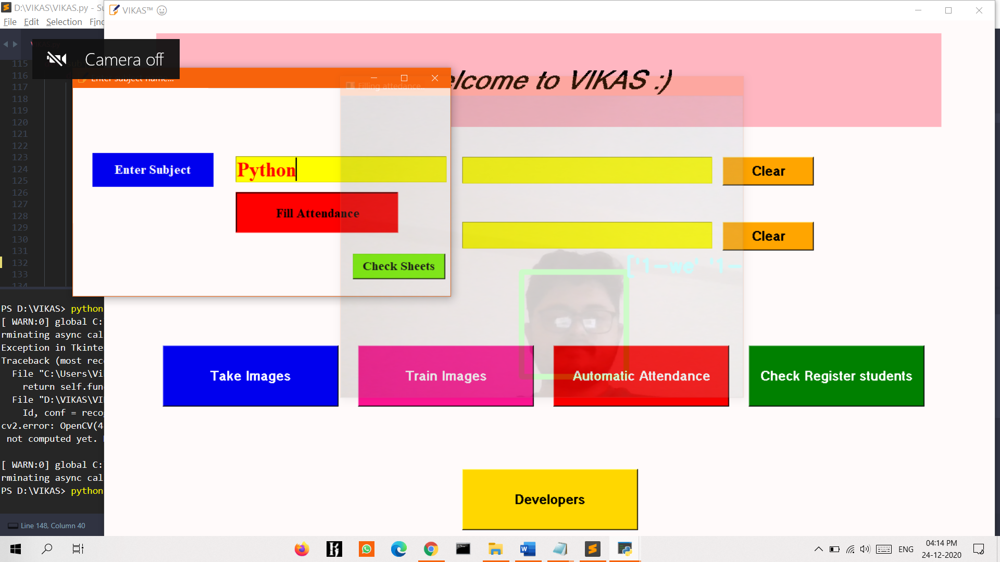 D:\VIKAS\VIKAS.py - Su
VIKAS™
File Edit Selection Find
Camera off
Enter subject name...
Filling attedance..
elcome to VIKAS :)
115
116
117
118
119
120
121
122
123
124
125
126
127
128
129
130
131
132
133
134
Enter Subject
Python
Clear
Fill Attendance
Clear
Check Sheets
['1-we' '1-
PS D:\VIKAS> python
[ WARN:0] global C:
rminating async cal
Exception in Tkinte
Traceback (most rec
File "C:\Users\Vi
return self.fun
File "D:\VIKAS\VI
Id, conf = reco
cv2.error: OpenCV(4
not computed yet.
[ WARN:0] global C:
rminating async cal
PS D:\VIKAS> python
Take Images
Train Images
Automatic Attendance
Check Register students
Developers
Line 148, Column 40
ENG
04:14 PM
24-12-2020